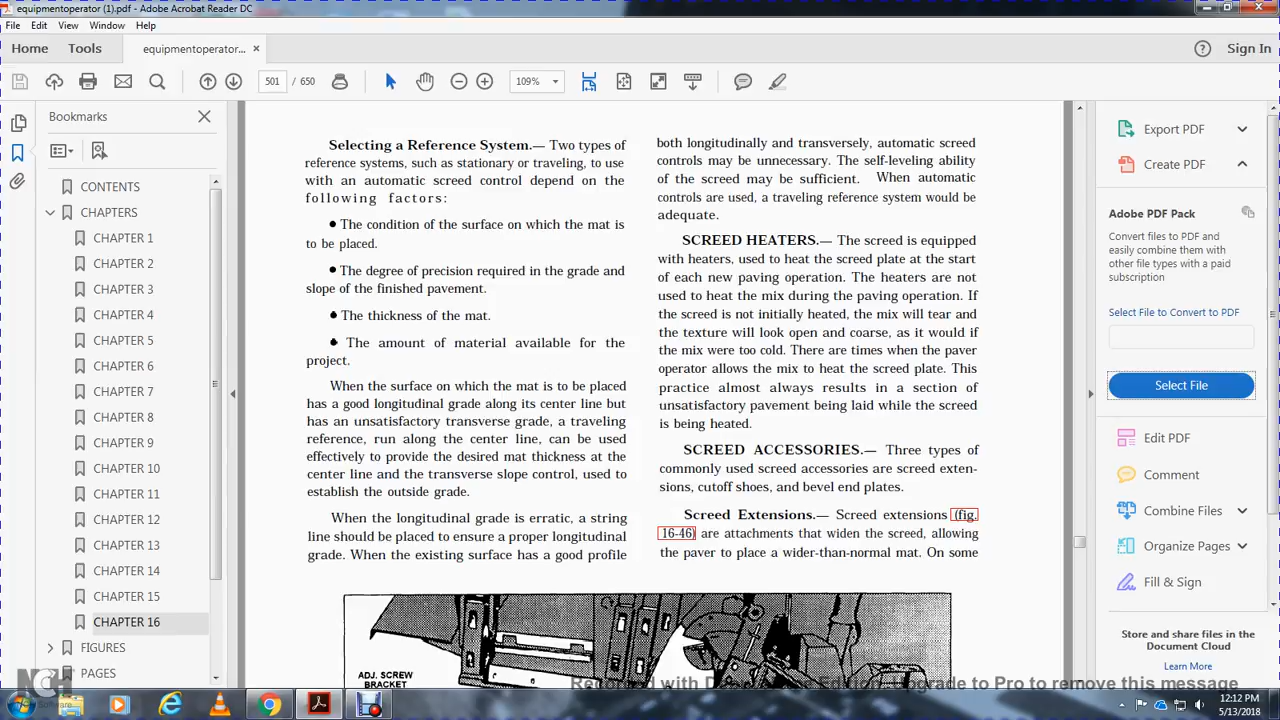 equipmentoperator (1).pdf - Adobe Acrobat Reader DC
File Edit View Window Help
Home Tools equipmentoperator... × Sign In
501 / 650 109%
Bookmarks
CONTENTS
CHAPTERS
CHAPTER 1
CHAPTER 2
CHAPTER 3
CHAPTER 4
CHAPTER 5
CHAPTER 6
CHAPTER 7
CHAPTER 8
CHAPTER 9
CHAPTER 10
CHAPTER 11
CHAPTER 12
CHAPTER 13
CHAPTER 14
CHAPTER 15
CHAPTER 16
FIGURES
PAGES
Selecting a Reference System.— Two types of
reference systems, such as stationary or traveling, to use
with an automatic screed control depend on the
following factors:
● The condition of the surface on which the mat is
to be placed.
● The degree of precision required in the grade and
slope of the finished pavement.
● The thickness of the mat.
● The amount of material available for the
project.
When the surface on which the mat is to be placed
has a good longitudinal grade along its center line but
has an unsatisfactory transverse grade, a traveling
reference, run along the center line, can be used
effectively to provide the desired mat thickness at the
center line and the transverse slope control, used to
establish the outside grade.
When the longitudinal grade is erratic, a string
line should be placed to ensure a proper longitudinal
grade. When the existing surface has a good profile
both longitudinally and transversely, automatic screed
controls may be unnecessary. The self-leveling ability
of the screed may be sufficient. When automatic
controls are used, a traveling reference system would be
adequate.
SCREED HEATERS.— The screed is equipped
with heaters, used to heat the screed plate at the start
of each new paving operation. The heaters are not
used to heat the mix during the paving operation. If
the screed is not initially heated, the mix will tear and
the texture will look open and coarse, as it would if
the mix were too cold. There are times when the paver
operator allows the mix to heat the screed plate. This
practice almost always results in a section of
unsatisfactory pavement being laid while the screed
is being heated.
SCREED ACCESSORIES.— Three types of
commonly used screed accessories are screed exten-
sions, cutoff shoes, and bevel end plates.
Screed Extensions.— Screed extensions (fig.
16-46) are attachments that widen the screed, allowing
the paver to place a wider-than-normal mat. On some
ADJ. SCREW
BRACKET
Export PDF
Create PDF
Adobe PDF Pack
Convert files to PDF and
easily combine them with
other file types with a paid
subscription
Select File to Convert to PDF
Select File
Edit PDF
Comment
Combine Files
Organize Pages
Fill & Sign
Store and share files in the
Document Cloud
Learn More
NCH
Software
Recorded with to Pro to remove this message
12:12 PM
5/13/2018